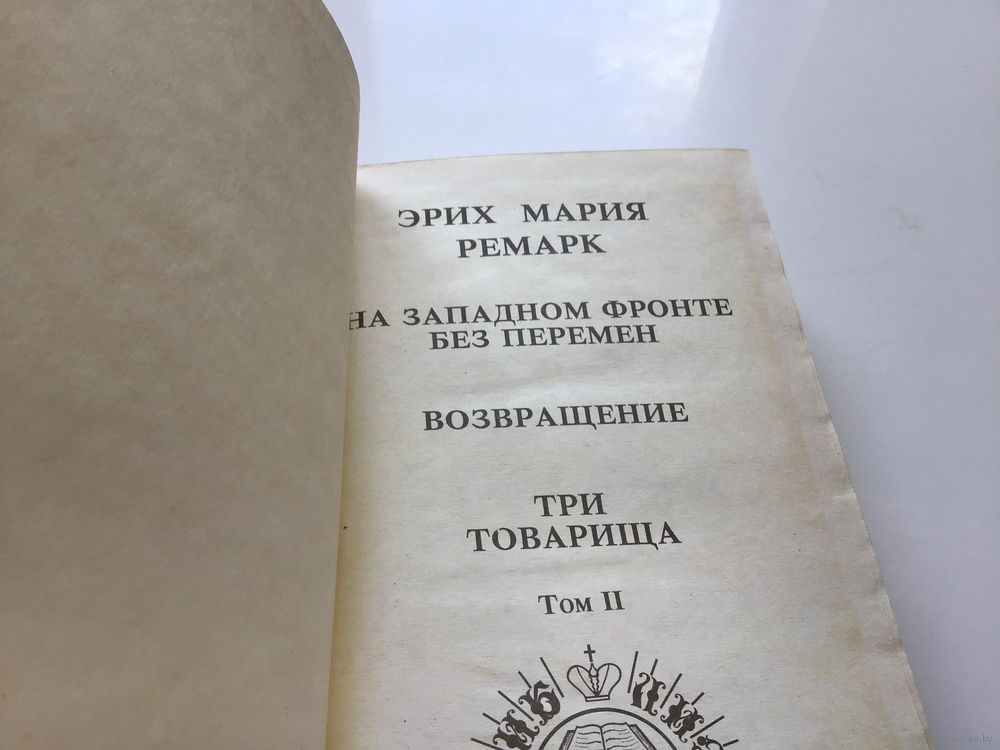 ЭРИХ МАРИЯ
РЕМАРК
НА ЗАПАДНОМ ФРОНТЕ
БЕЗ ПЕРЕМЕН
ВОЗВРАЩЕНИЕ
ТРИ
ТОВАРИЩА
Том II